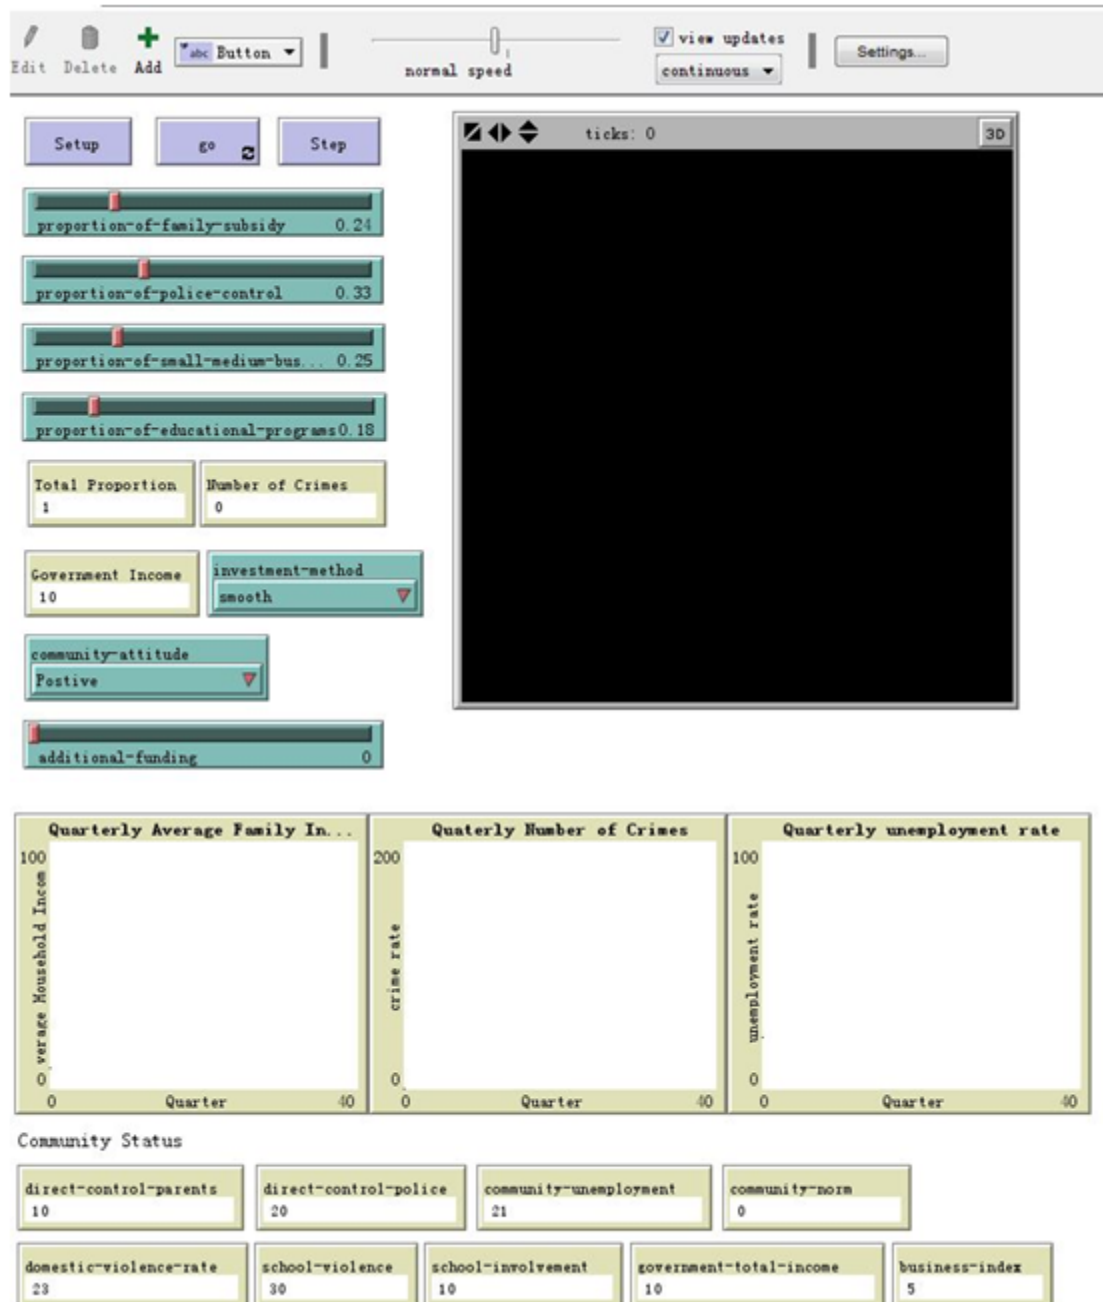 Edit Delete Add abc Button normal speed view updates continuous Settings...
Setup go Step
ticks: 0 3D
proportion-of-family-subsidy 0.24
proportion-of-police-control 0.33
proportion-of-small-medium-bus... 0.25
proportion-of-educational-programs 0.18
Total Proportion
1
Number of Crimes
0
Government Income
10
investment-method
smooth
community-attitude
Postive
additional-funding 0
Quarterly Average Family In...
100
verage Household Incom
0
0 Quarter 40
Quaterly Number of Crimes
200
crime rate
0
0 Quarter 40
Quarterly unemployment rate
100
unemployment rate
0
0 Quarter 40
Community Status
direct-control-parents
10
direct-control-police
20
community-unemployment
21
community-norm
0
domestic-violence-rate
23
school-violence
30
school-involvement
10
government-total-income
10
business-index
5